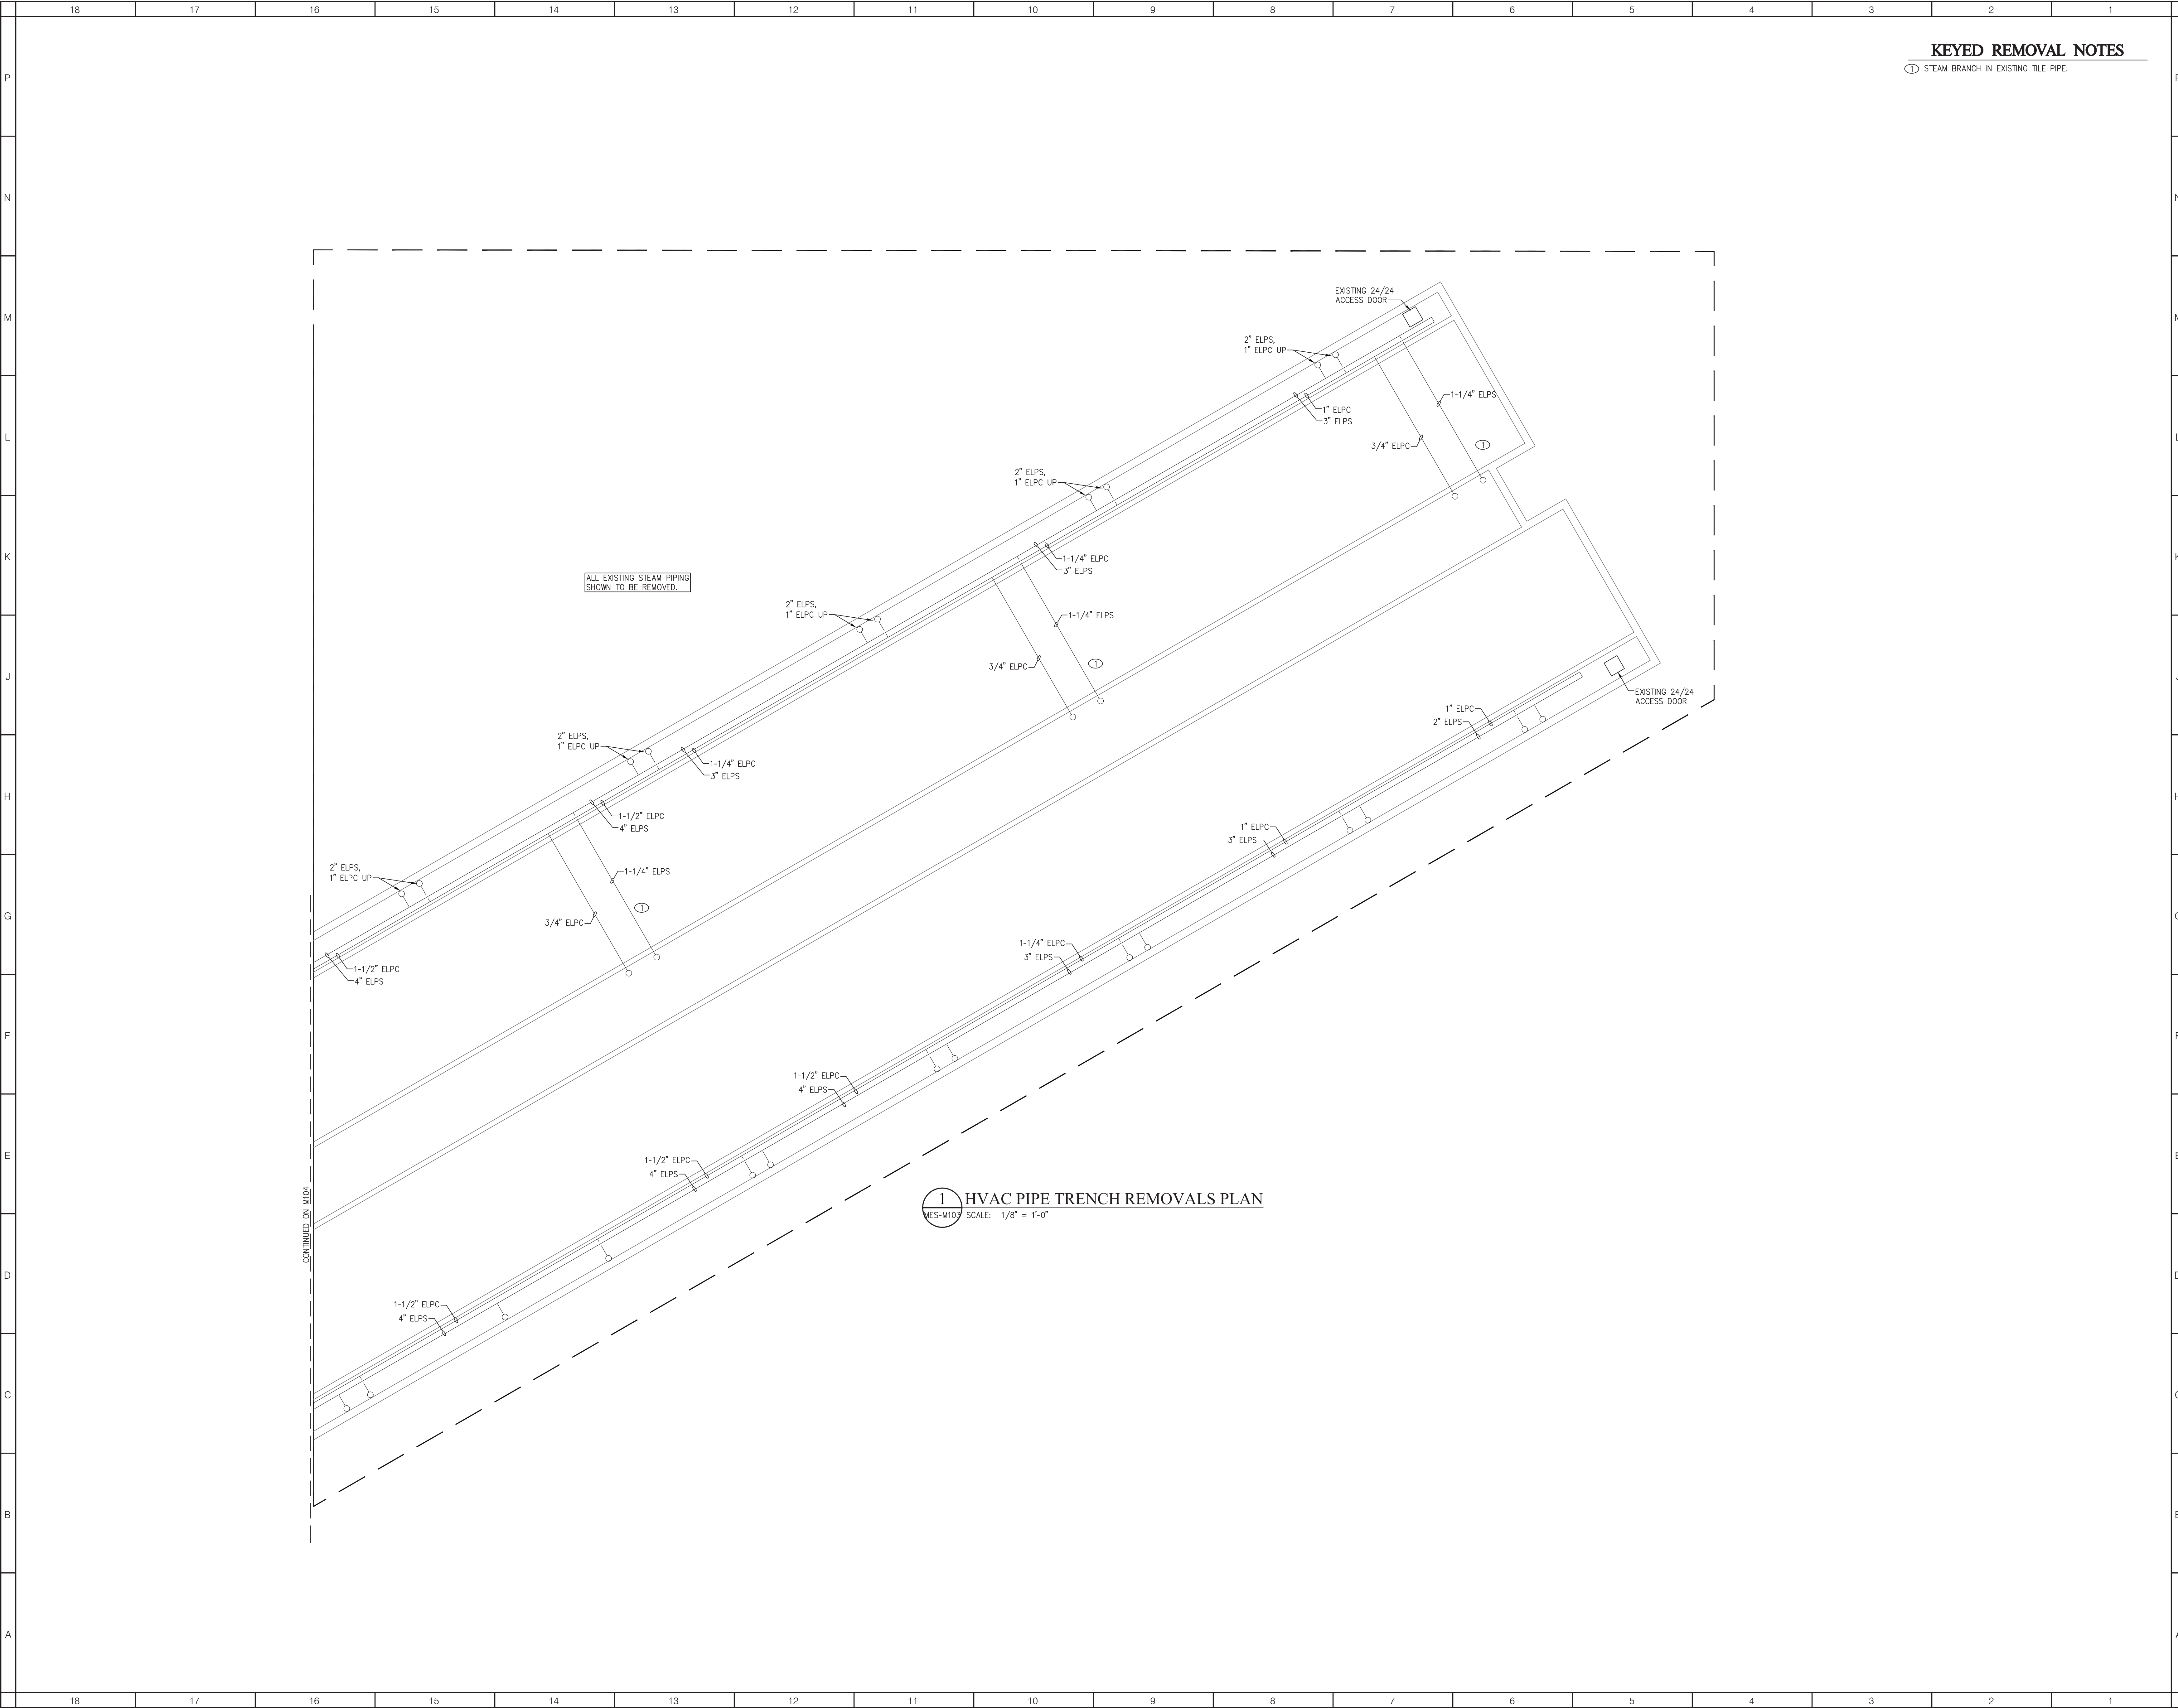 18 17 16 15 14 13 12 11 10 9 8 7 6 5 4 3 2 1
P
N
M
L
K
J
H
G
F
E
D
C
B
A
KEYED REMOVAL NOTES
1 STEAM BRANCH IN EXISTING TILE PIPE.
EXISTING 24/24
ACCESS DOOR
2" ELPS,
1" ELPC UP
1-1/4" ELPS
1" ELPC
3" ELPS
3/4" ELPC
1
2" ELPS,
1" ELPC UP
1-1/4" ELPC
3" ELPS
ALL EXISTING STEAM PIPING
SHOWN TO BE REMOVED.
2" ELPS,
1" ELPC UP
1-1/4" ELPS
3/4" ELPC
1
EXISTING 24/24
ACCESS DOOR
1" ELPC
2" ELPS
2" ELPS,
1" ELPC UP
1-1/4" ELPC
3" ELPS
1-1/2" ELPC
4" ELPS
1" ELPC
3" ELPS
2" ELPS,
1" ELPC UP
1-1/4" ELPS
3/4" ELPC
1
1-1/2" ELPC
4" ELPS
1-1/4" ELPC
3" ELPS
1-1/2" ELPC
4" ELPS
1-1/2" ELPC
4" ELPS
CONTINUED ON M104
1 HVAC PIPE TRENCH REMOVALS PLAN
MES-M103 SCALE: 1/8" = 1'-0"
1-1/2" ELPC
4" ELPS
18 17 16 15 14 13 12 11 10 9 8 7 6 5 4 3 2 1